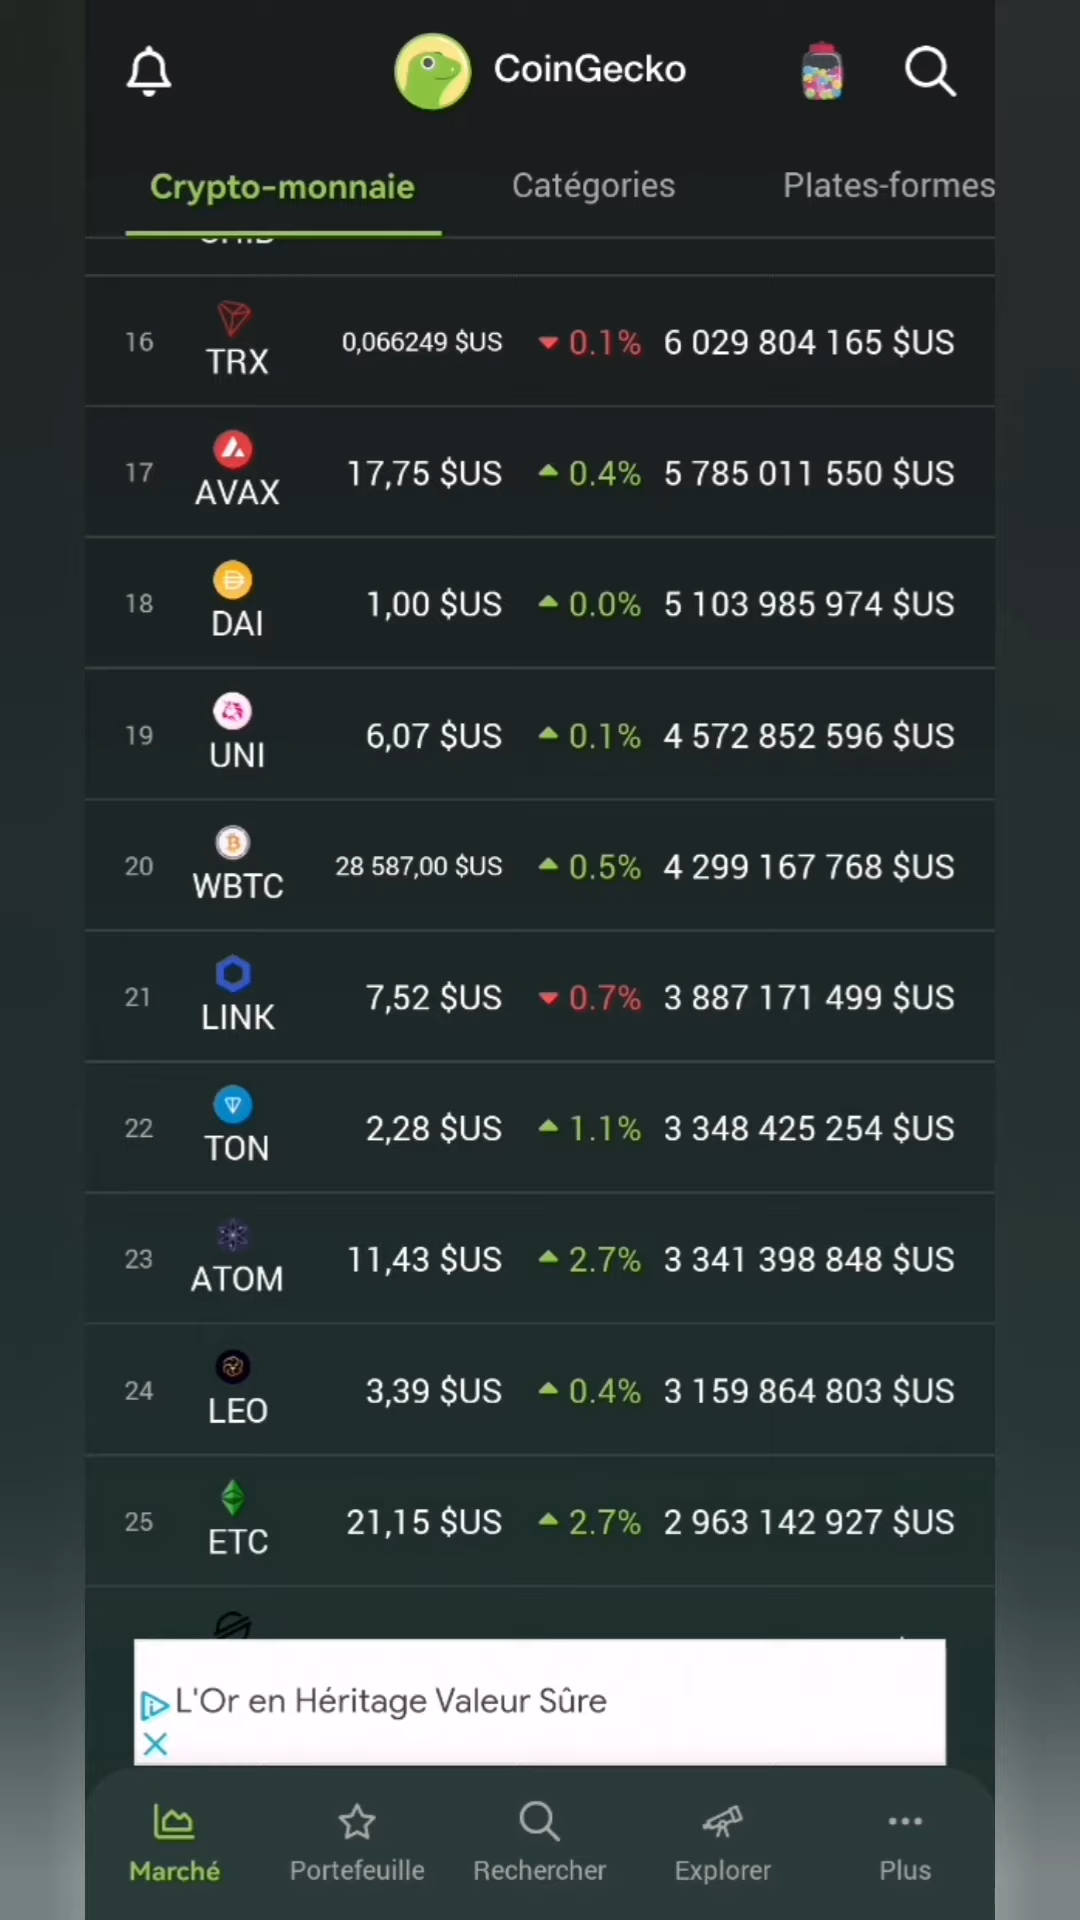 CoinGecko
Crypto-monnaie Catégories Plates-formes
16 TRX 0,066249 $US 0.1% 6 029 804 165 $US
17 AVAX 17,75 $US 0.4% 5 785 011 550 $US
18 DAI 1,00 $US 0.0% 5 103 985 974 $US
19 UNI 6,07 $US 0.1% 4 572 852 596 $US
20 WBTC 28 587,00 $US 0.5% 4 299 167 768 $US
21 LINK 7,52 $US 0.7% 3 887 171 499 $US
22 TON 2,28 $US 1.1% 3 348 425 254 $US
23 ATOM 11,43 $US 2.7% 3 341 398 848 $US
24 LEO 3,39 $US 0.4% 3 159 864 803 $US
25 ETC 21,15 $US 2.7% 2 963 142 927 $US
L'Or en Héritage Valeur Sûre
Marché Portefeuille Rechercher Explorer Plus